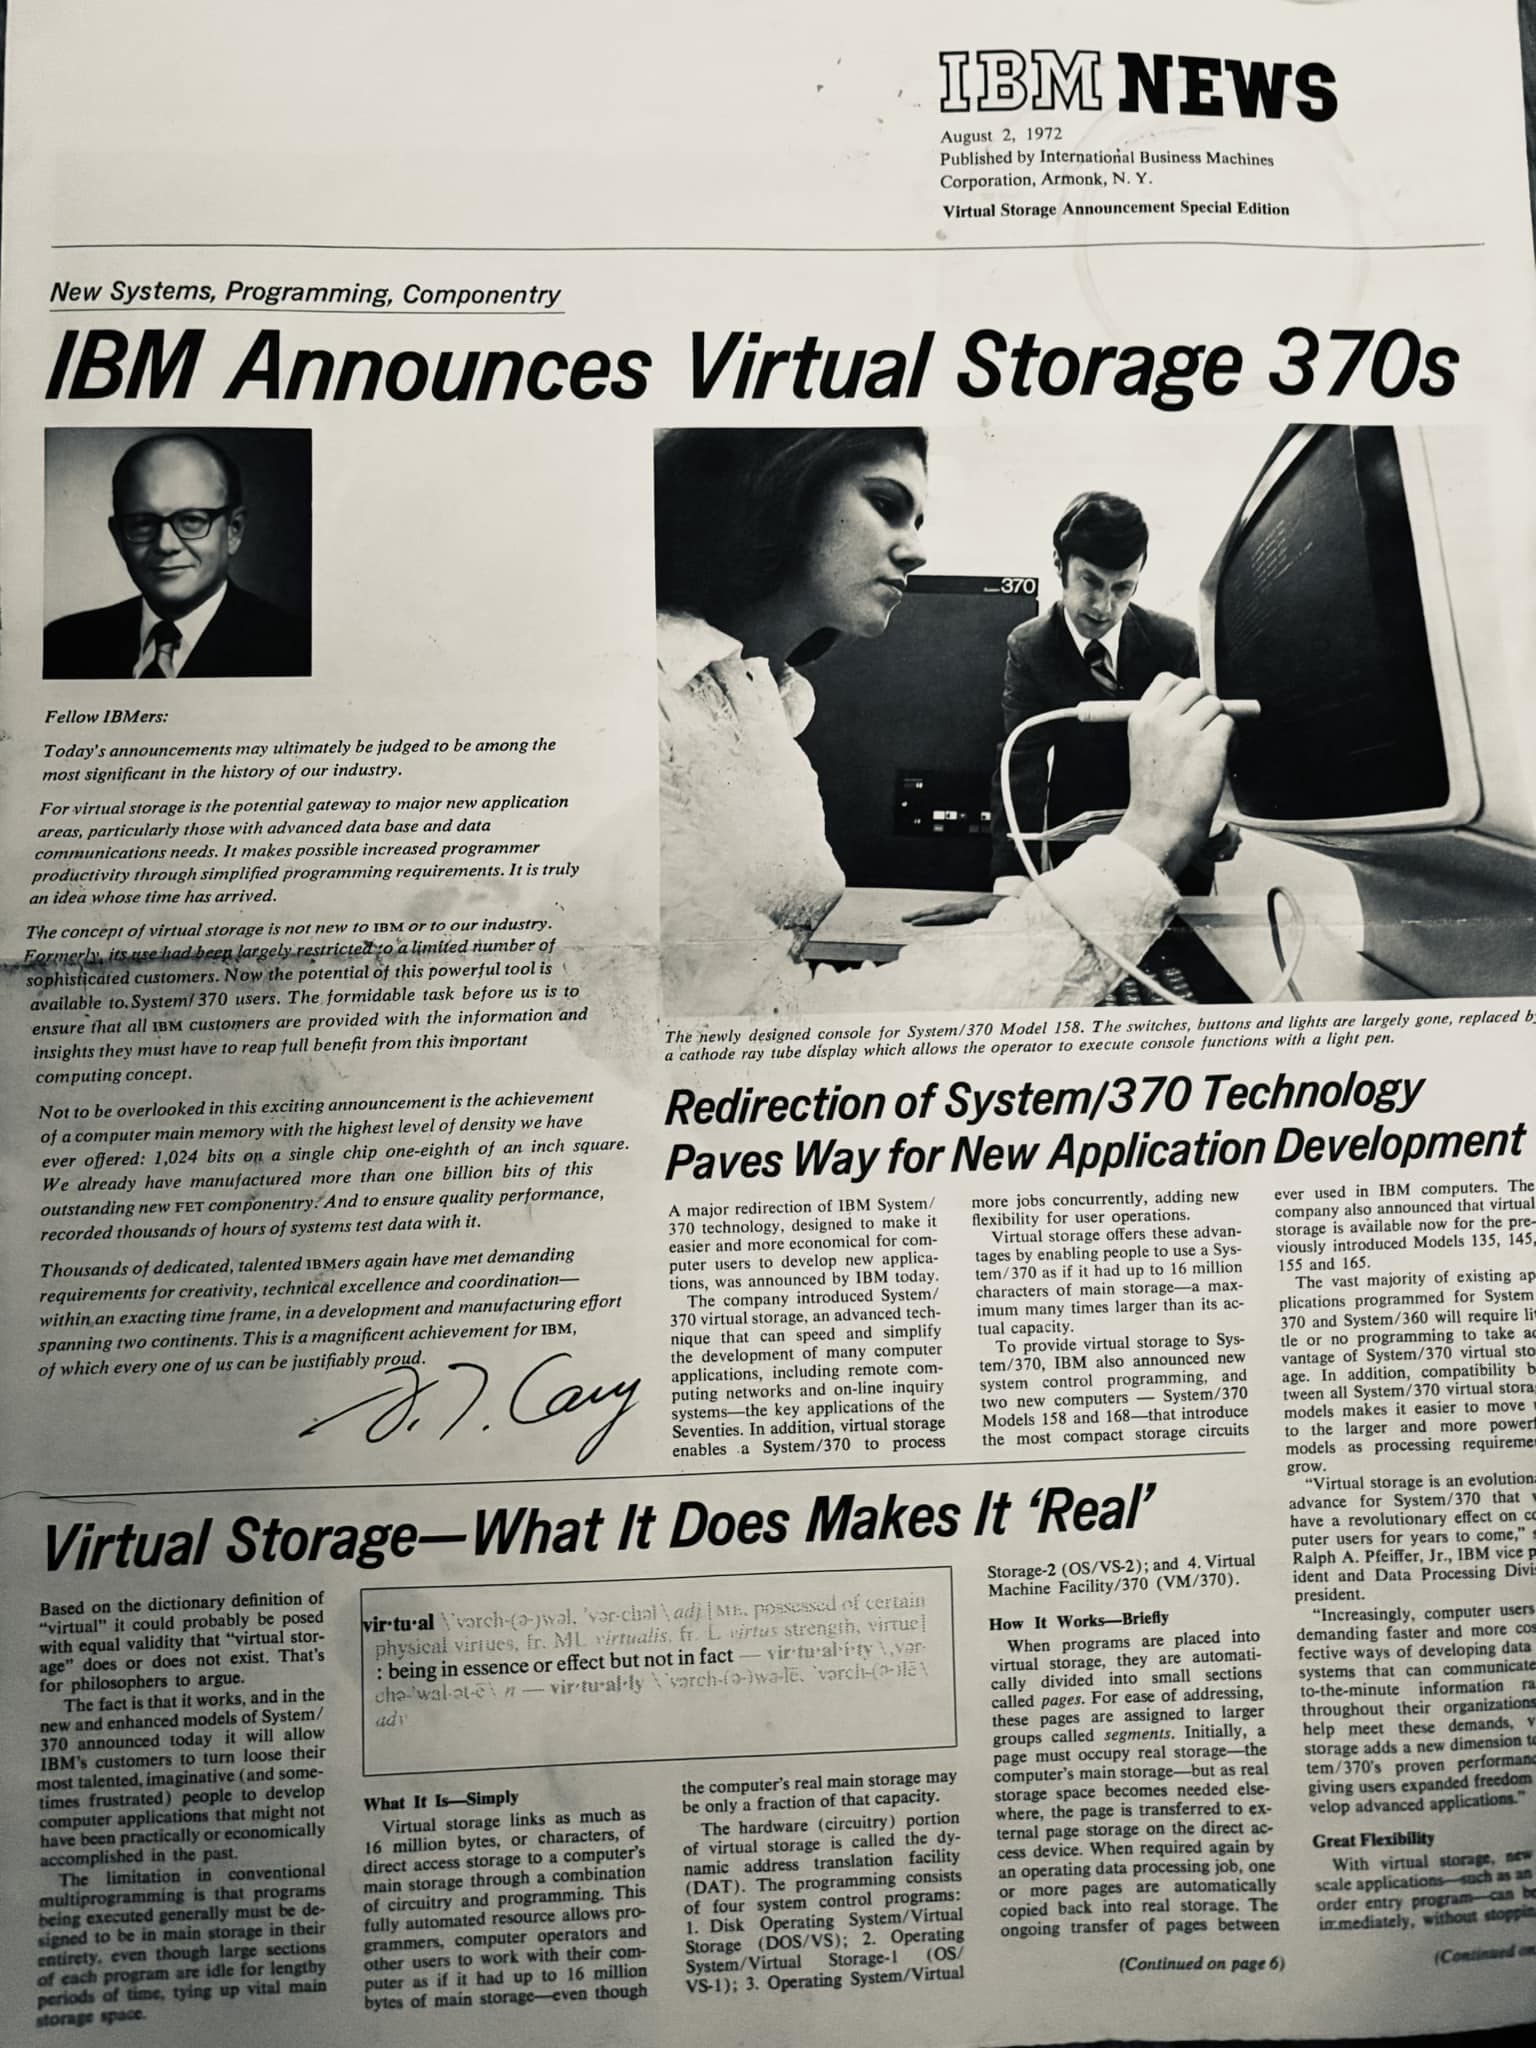 IBM NEWS
August 2, 1972
Published by International Business Machines
Corporation, Armonk, N. Y.
Virtual Storage Announcement Special Edition
New Systems, Programming, Componentry
IBM Announces Virtual Storage 370s
Fellow IBMers:
Today's announcements may ultimately be judged to be among the
most significant in the history of our industry.
For virtual storage is the potential gateway to major new application
areas, particularly those with advanced data base and data
communications needs. It makes possible increased programmer
productivity through simplified programming requirements. It is truly
an idea whose time has arrived.
The concept of virtual storage is not new to IBM or to our industry.
Formerly, its use had been largely restricted to a limited number of
sophisticated customers. Now the potential of this powerful tool is
available to System/370 users. The formidable task before us is to
ensure that all IBM customers are provided with the information and
insights they must have to reap full benefit from this important
computing concept.
Not to be overlooked in this exciting announcement is the achievement
of a computer main memory with the highest level of density we have
ever offered: 1,024 bits on a single chip one-eighth of an inch square.
We already have manufactured more than one billion bits of this
outstanding new FET componentry. And to ensure quality performance,
recorded thousands of hours of systems test data with it.
Thousands of dedicated, talented IBMers again have met demanding
requirements for creativity, technical excellence and coordination—
within an exacting time frame, in a development and manufacturing effort
spanning two continents. This is a magnificent achievement for IBM,
of which every one of us can be justifiably proud.
370
The newly designed console for System/370 Model 158. The switches, buttons and lights are largely gone, replaced by
a cathode ray tube display which allows the operator to execute console functions with a light pen.
Redirection of System/370 Technology
Paves Way for New Application Development
A major redirection of IBM System/
370 technology, designed to make it
easier and more economical for com-
puter users to develop new applica-
tions, was announced by IBM today.
The company introduced System/
370 virtual storage, an advanced tech-
nique that can speed and simplify
the development of many computer
applications, including remote com-
puting networks and on-line inquiry
systems—the key applications of the
Seventies. In addition, virtual storage
enables a System/370 to process
more jobs concurrently, adding new
flexibility for user operations.
Virtual storage offers these advan-
tages by enabling people to use a Sys-
tem/370 as if it had up to 16 million
characters of main storage—a max-
imum many times larger than its ac-
tual capacity.
To provide virtual storage to Sys-
tem/370, IBM also announced new
system control programming, and
two new computers — System/370
Models 158 and 168—that introduce
the most compact storage circuits
ever used in IBM computers. The
company also announced that virtual
storage is available now for the pre-
viously introduced Models 135, 145,
155 and 165.
The vast majority of existing ap
plications programmed for System
370 and System/360 will require lit
tle or no programming to take ad
vantage of System/370 virtual sto
age. In addition, compatibility b
tween all System/370 virtual stora
models makes it easier to move
to the larger and more powerf
models as processing requireme
grow.
"Virtual storage is an evolution
advance for System/370 that
have a revolutionary effect on co
puter users for years to come,"
Ralph A. Pfeiffer, Jr., IBM vice p
ident and Data Processing Divis
president.
"Increasingly, computer users
demanding faster and more cos
fective ways of developing data
systems that can communicate
to-the-minute information ra
throughout their organizations
help meet these demands, v
storage adds a new dimension to
tem/370's proven performanc
giving users expanded freedom
velop advanced applications."
Great Flexibility
With virtual storage, new
scale applications—such as an
order entry program—can be
immediately, without stoppin
(Continued on
Virtual Storage—What It Does Makes It 'Real'
Based on the dictionary definition of
"virtual" it could probably be posed
with equal validity that "virtual stor-
age" does or does not exist. That's
for philosophers to argue.
The fact is that it works, and in the
new and enhanced models of System/
370 announced today it will allow
IBM's customers to turn loose their
most talented, imaginative (and some-
times frustrated) people to develop
computer applications that might not
have been practically or economically
accomplished in the past.
The limitation in conventional
multiprogramming is that programs
being executed generally must be de-
signed to be in main storage in their
entirety, even though large sections
of each program are idle for lengthy
periods of time, tying up vital main
storage space.
vir·tu·al \ˈvərch-(ə-)wəl, ˈvər-chəl\ adj [ME, possessed of certain
physical virtues, fr. ML virtualis, fr. L virtus strength, virtue]
: being in essence or effect but not in fact — vir·tu·al·i·ty \ˌvər-
chə-ˈwal-ət-ē\ n — vir·tu·al·ly \ˈvərch-(ə-)wə-lē, ˈvərch-(ə-)lē\
adv
What It Is—Simply
Virtual storage links as much as
16 million bytes, or characters, of
direct access storage to a computer's
main storage through a combination
of circuitry and programming. This
fully automated resource allows pro-
grammers, computer operators and
other users to work with their com-
puter as if it had up to 16 million
bytes of main storage—even though
the computer's real main storage may
be only a fraction of that capacity.
The hardware (circuitry) portion
of virtual storage is called the dy-
namic address translation facility
(DAT). The programming consists
of four system control programs:
1. Disk Operating System/Virtual
Storage (DOS/VS); 2. Operating
System/Virtual Storage-1 (OS/
VS-1); 3. Operating System/Virtual
Storage-2 (OS/VS-2); and 4. Virtual
Machine Facility/370 (VM/370).
How It Works—Briefly
When programs are placed into
virtual storage, they are automati-
cally divided into small sections
called pages. For ease of addressing,
these pages are assigned to larger
groups called segments. Initially, a
page must occupy real storage—the
computer's main storage—but as real
storage space becomes needed else-
where, the page is transferred to ex-
ternal page storage on the direct ac-
cess device. When required again by
an operating data processing job, one
or more pages are automatically
copied back into real storage. The
ongoing transfer of pages between
(Continued on page 6)